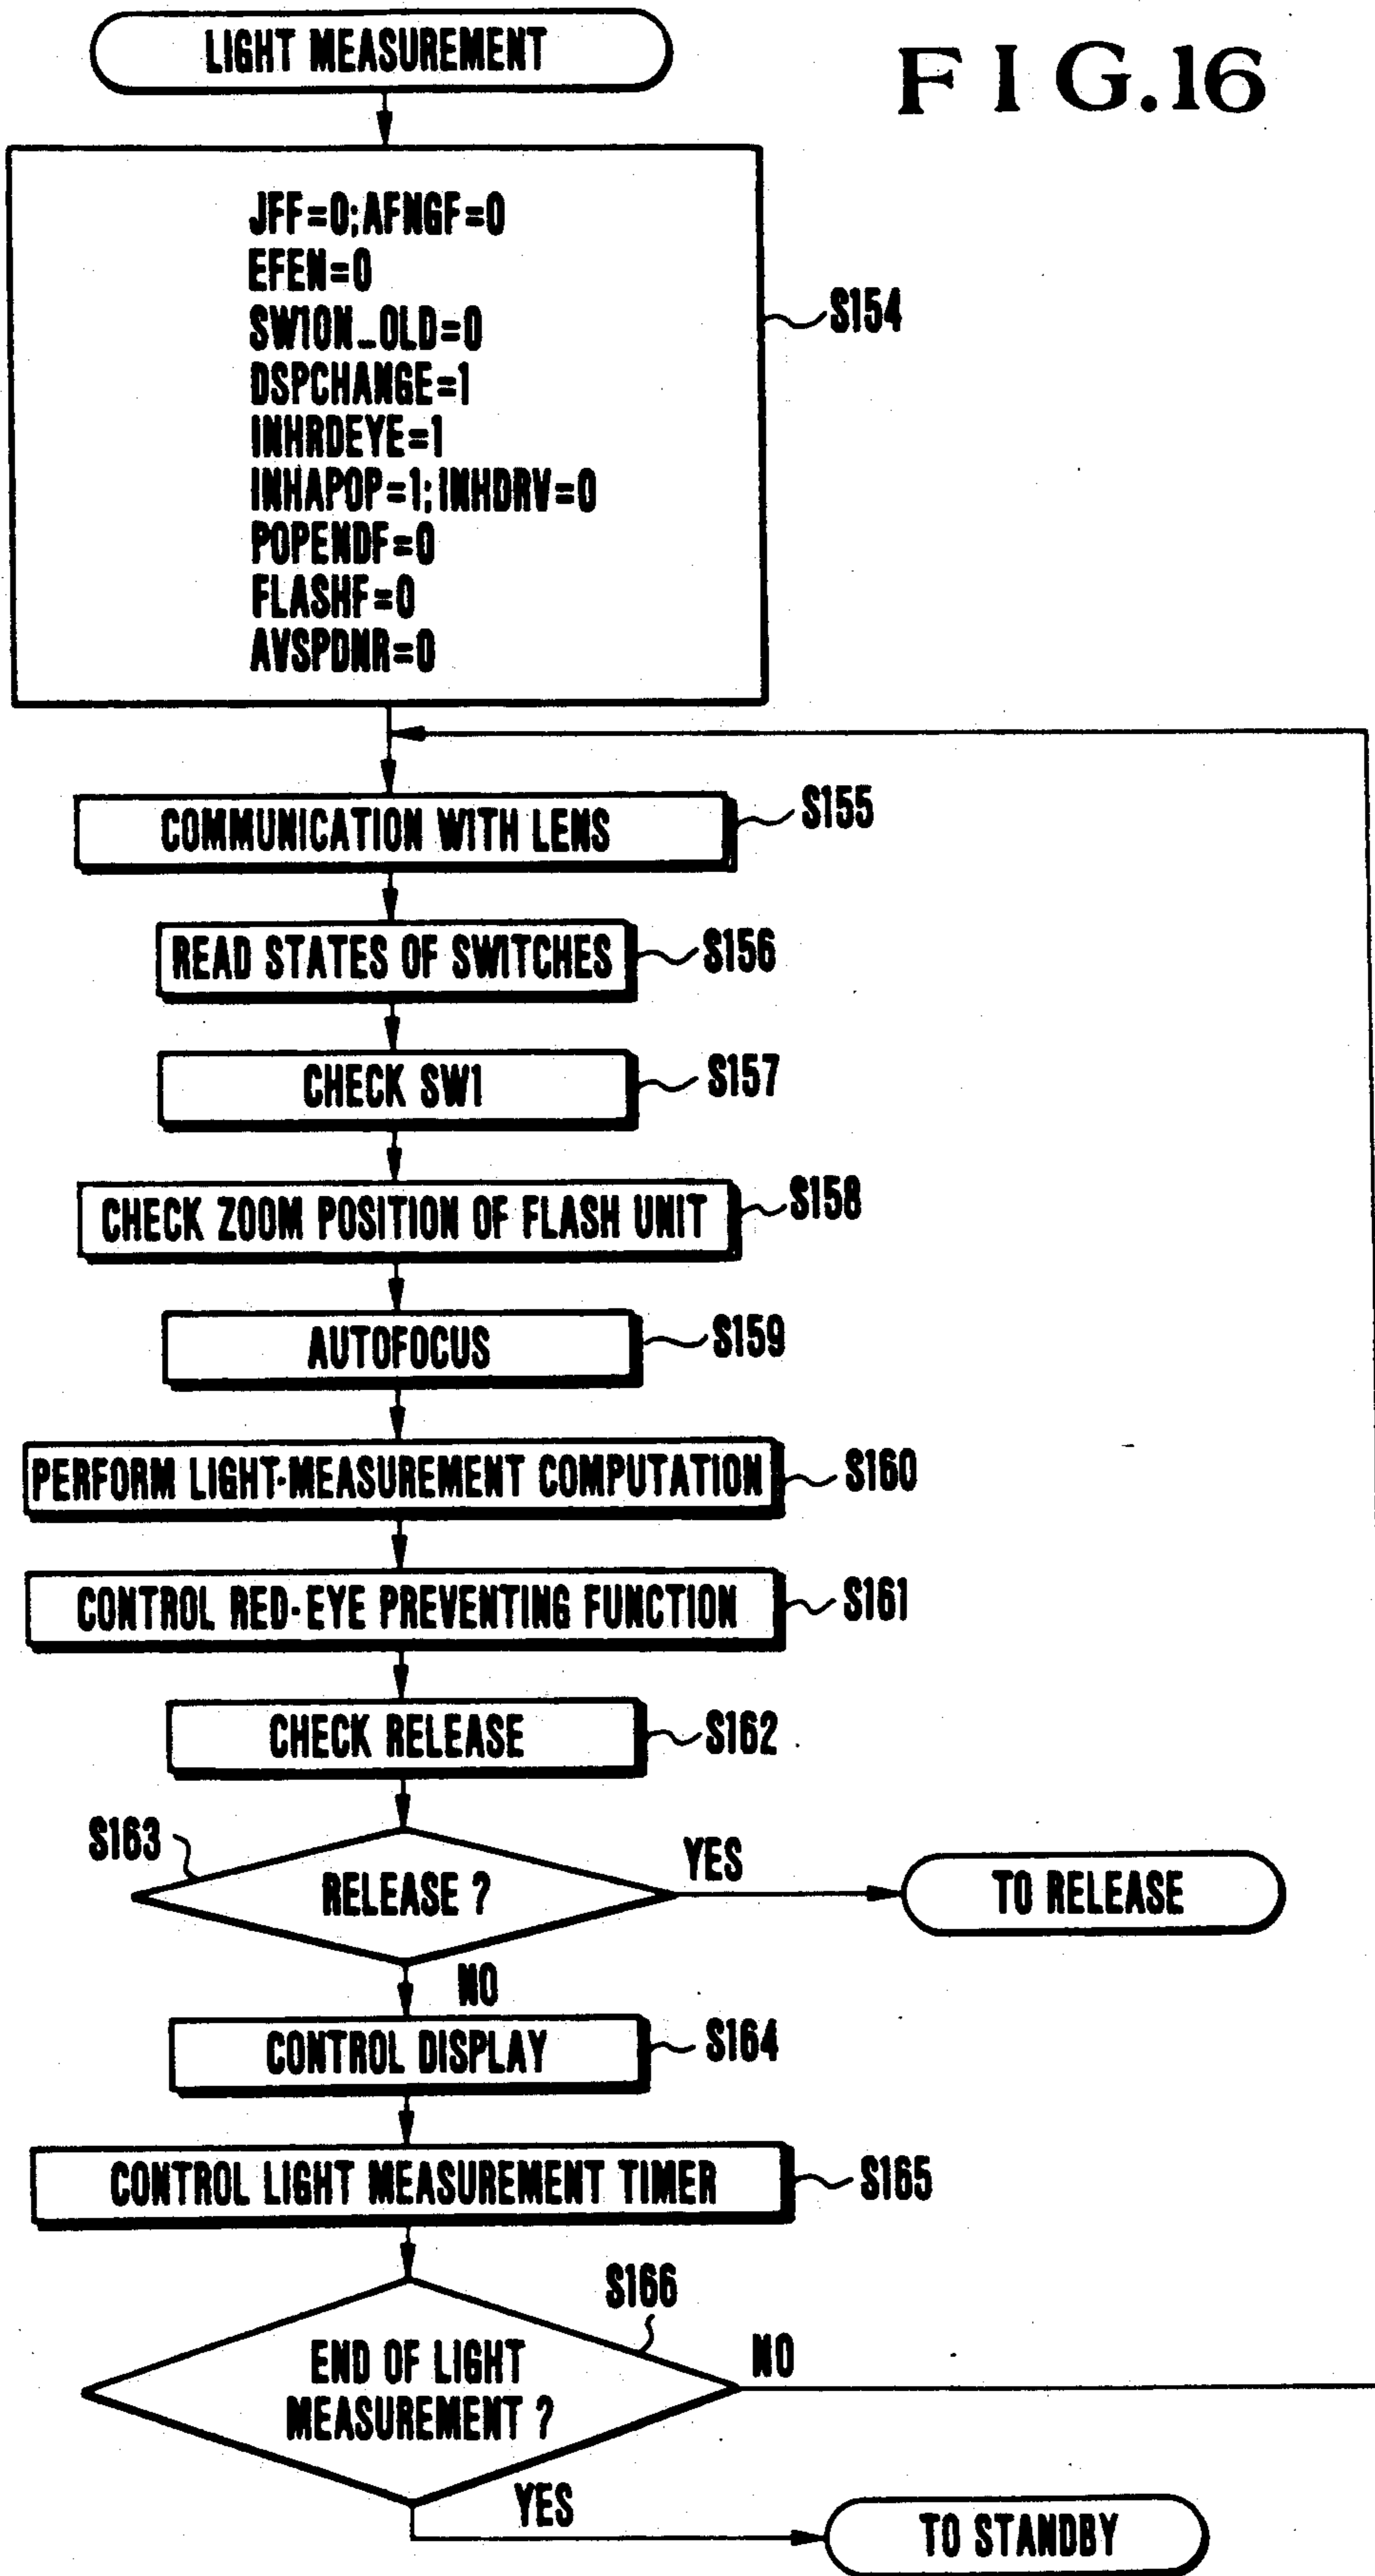 LIGHT MEASUREMENT
FIG.16
JFF=0;AFNGF=0
EFEN=0
SW1ON_OLD=0
DSPCHANGE=1
INHRDEYE=1
INHAPOP=1;INHDRV=0
POPENDF=0
FLASHF=0
AVSPDNR=0
S154
COMMUNICATION WITH LENS
S155
READ STATES OF SWITCHES
S156
CHECK SW1
S157
CHECK ZOOM POSITION OF FLASH UNIT
S158
AUTOFOCUS
S159
PERFORM LIGHT-MEASUREMENT COMPUTATION
S160
CONTROL RED-EYE PREVENTING FUNCTION
S161
CHECK RELEASE
S162
S163
RELEASE ?
YES
TO RELEASE
NO
CONTROL DISPLAY
S164
CONTROL LIGHT MEASUREMENT TIMER
S165
S166
END OF LIGHT
MEASUREMENT ?
NO
YES
TO STANDBY